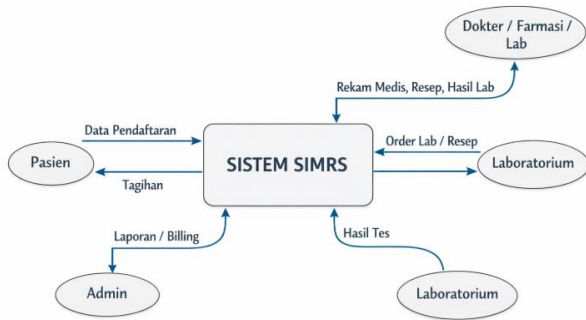 Dokter / Farmasi /
Lab
Rekam Medis, Resep, Hasil Lab
Data Pendaftaran
Order Lab / Resep
Pasien
SISTEM SIMRS
Laboratorium
Tagihan
Laporan / Billing
Hasil Tes
Admin
Laboratorium